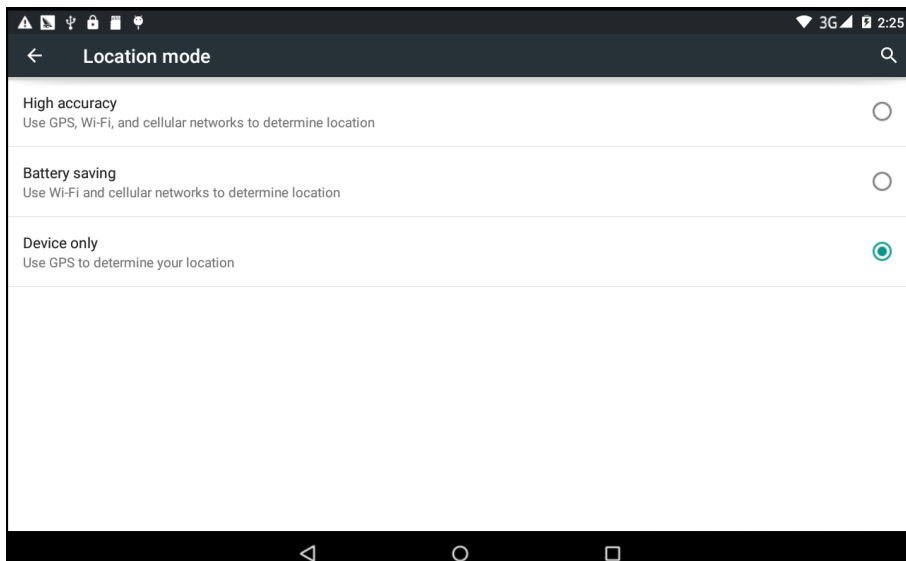 3G 2:25
Location mode
High accuracy
Use GPS, Wi-Fi, and cellular networks to determine location
Battery saving
Use Wi-Fi and cellular networks to determine location
Device only
Use GPS to determine your location